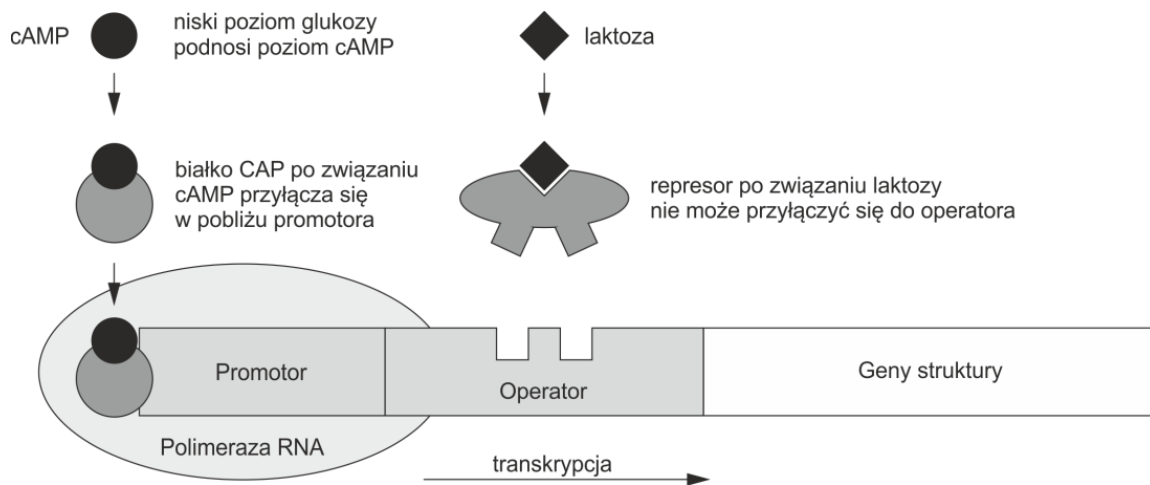 cAMP
niski poziom glukozy
podnosi poziom cAMP
laktoza
białko CAP po związaniu
cAMP przyłącza się
w pobliżu promotora
represor po związaniu laktozy
nie może przyłączyć się do operatora
Promotor
Operator
Geny struktury
Polimeraza RNA
transkrypcja